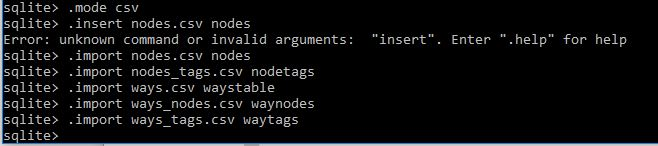 sqlite> .mode csv
sqlite> .insert nodes.csv nodes
Error: unknown command or invalid arguments:  "insert". Enter ".help" for help
sqlite> .import nodes.csv nodes
sqlite> .import nodes_tags.csv nodetags
sqlite> .import ways.csv waystable
sqlite> .import ways_nodes.csv waynodes
sqlite> .import ways_tags.csv waytags
sqlite>